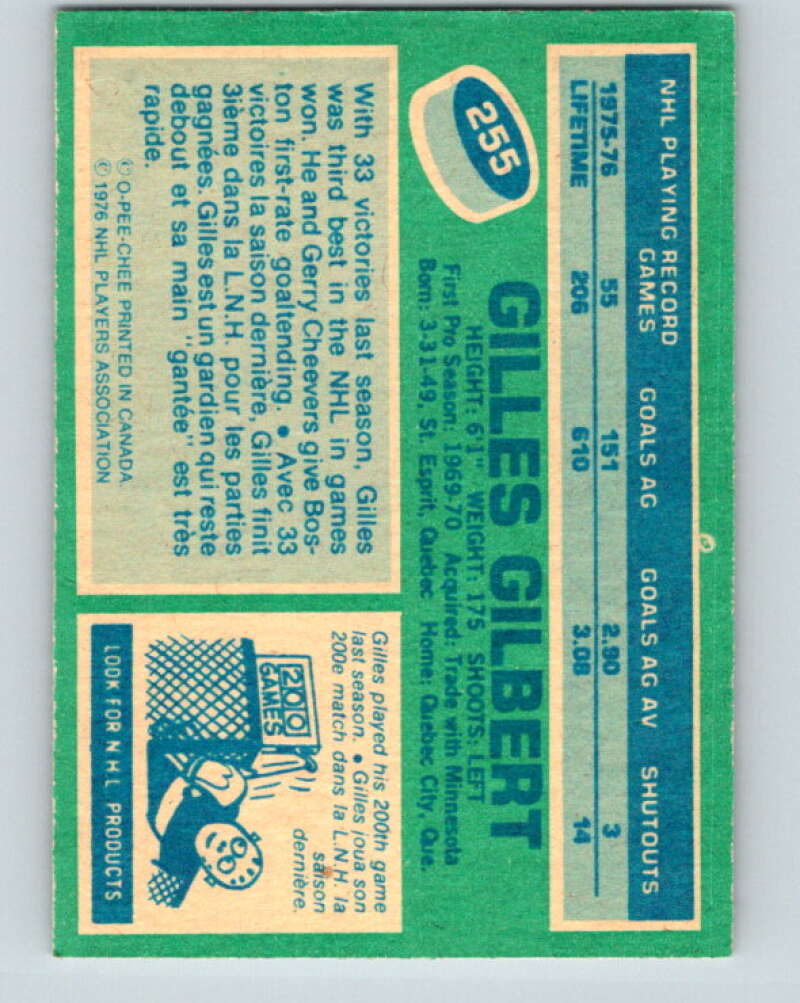 NHL PLAYING RECORD
GAMES GOALS AG GOALS AG AV SHUTOUTS
1975-76 55 151 2.90 3
LIFETIME 206 610 3.08 14
255
GILLES GILBERT
HEIGHT: 6'1" WEIGHT: 175 SHOOTS: LEFT
First Pro Season: 1969-70 Acquired: Trade with Minnesota
Born: 3-31-49, St. Esprit, Quebec Home: Quebec City, Que.
With 33 victories last season, Gilles
was third best in the NHL in games
won. He and Gerry Cheevers give Bos-
ton first-rate goaltending. • Avec 33
victoires la saison dernière, Gilles finit
3ième dans la L.N.H. pour les parties
gagnées. Gilles est un gardien qui reste
debout et sa main "gantée" est très
rapide.
© O-PEE-CHEE PRINTED IN CANADA
© 1976 NHL PLAYERS ASSOCIATION
Gilles played his 200th game
last season. • Gilles joua son
200e match dans la L.N.H. la
saison
dernière.
200
GAMES
LOOK FOR NHL PRODUCTS